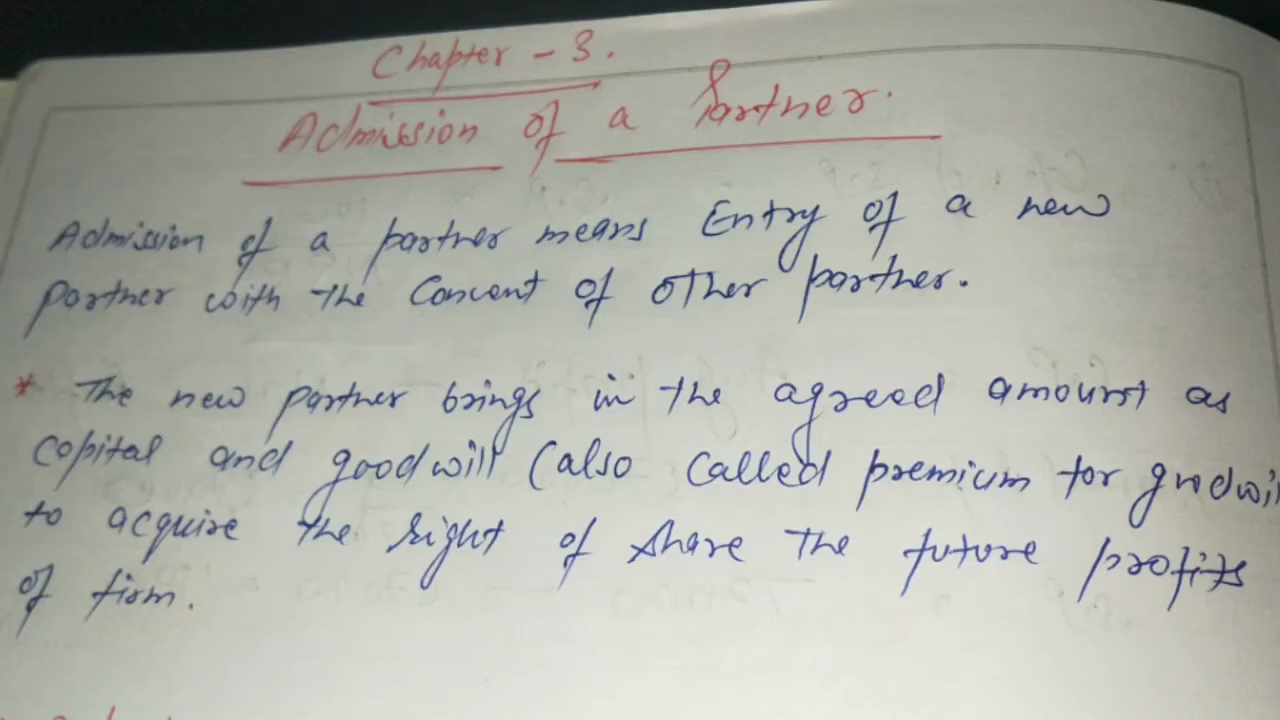 Chapter - 3.
Admission of a Partner.
Admission of a partner means Entry of a new
partner with the Concent of other partner.
* The new partner brings in the agreed amount as
capital and goodwill (also called premium for goodwil
to acquire the right of share the future profits
of firm.